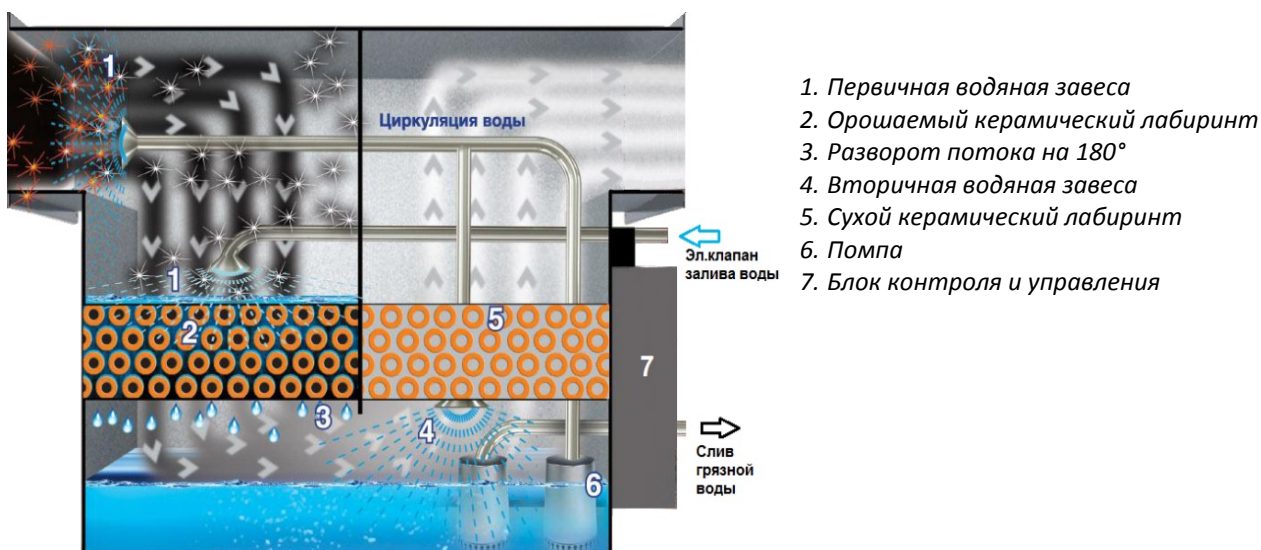 1
Циркуляция воды
1
2
5
3
4
6
7
Эл.клапан
залива воды
Слив
грязной
воды
1. Первичная водяная завеса
2. Орошаемый керамический лабиринт
3. Разворот потока на 180°
4. Вторичная водяная завеса
5. Сухой керамический лабиринт
6. Помпа
7. Блок контроля и управления